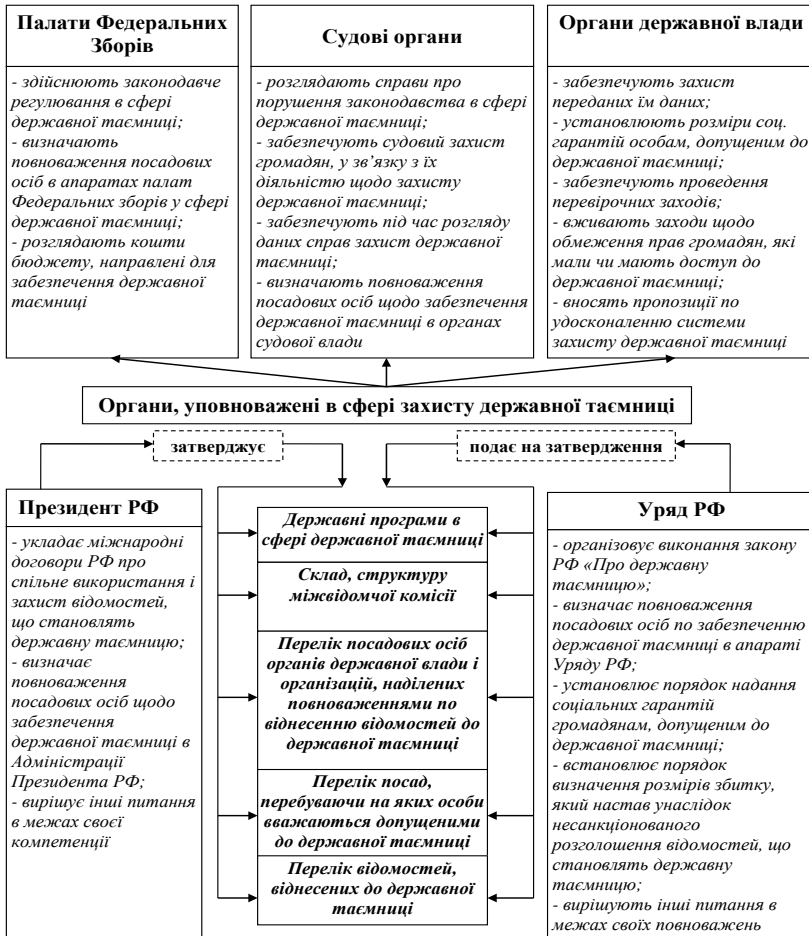 Палати Федеральних
Зборів
- здійснюють законодавче
регулювання в сфері
державної таємниці;
- визначають
повноваження посадових
осіб в апаратах палат
Федеральних зборів у сфері
державної таємниці;
- розглядають кошти
бюджету, направлені для
забезпечення державної
таємниці
Судові органи
- розглядають справи про
порушення законодавства в сфері
державної таємниці;
- забезпечують судовий захист
громадян, у зв’язку з їх
діяльністю щодо захисту
державної таємниці;
- забезпечують під час розгляду
даних справ захист державної
таємниці;
- визначають повноваження
посадових осіб щодо забезпечення
державної таємниці в органах
судової влади
Органи державної влади
- забезпечують захист
переданих їм даних;
- установлюют розміри соц.
гарантій особам, допущеним до
державної таємниці;
- забезпечують проведення
перевірочних заходів;
- вживають заходи щодо
обмеження прав громадян, які
мали чи мають доступ до
державної таємниці;
- вносять пропозиції по
удосконаленню системи
захисту державної таємниці
Органи, уповноважені в сфері захисту державної таємниці
затверджує
подає на затвердження
Президент РФ
- укладає міжнародні
договори РФ про
спільне використання і
захист відомостей,
що становлять
державну таємницю;
- визначає
повноваження
посадових осіб щодо
забезпечення
державної таємниці в
Адміністрації
Президента РФ;
- вирішує інші питання
в межах своєї
компетенції
Державні програми в
сфері державної таємниці
Склад, структуру
міжвідомчої комісії
Перелік посадових осіб
органів державної влади і
організацій, наділених
повноваженнями по
віднесенню відомостей до
державної таємниці
Перелік посад,
перебуваючи на яких особи
вважаються допущеними
до державної таємниці
Перелік відомостей,
віднесених до державної
таємниці
Уряд РФ
- організовує виконання закону
РФ «Про державну
таємницю»;
- визначає повноваження
посадових осіб по забезпеченню
державної таємниці в апараті
Уряду РФ;
- установлює порядок надання
соціальних гарантій
громадянам, допущеним до
державної таємниці;
- встановлює порядок
визначення розмірів збитку,
який настав унаслідок
несанкціонованого
розголошення відомостей, що
становлять державну
таємницю;
- вирішують інші питання в
межах своїх повноважень